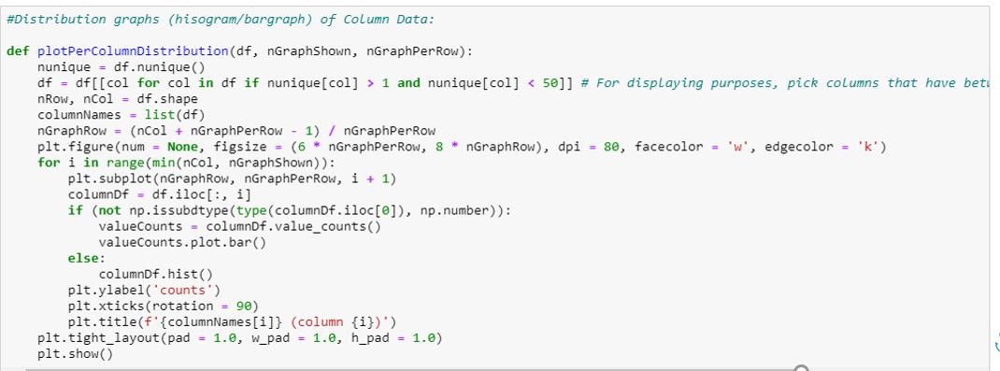 #Distribution graphs (hisogram/bargraph) of Column Data:
def plotPerColumnDistribution(df, nGraphShown, nGraphPerRow):
    nunique = df.nunique()
    df = df[[col for col in df if nunique[col] > 1 and nunique[col] < 50]] # For displaying purposes, pick columns that have
    nRow, nCol = df.shape
    columnNames = list(df)
    nGraphRow = (nCol + nGraphPerRow - 1) / nGraphPerRow
    plt.figure(num = None, figsize = (6 * nGraphPerRow, 8 * nGraphRow), dpi = 80, facecolor = 'w', edgecolor = 'k')
    for i in range(min(nCol, nGraphShown)):
        plt.subplot(nGraphRow, nGraphPerRow, i + 1)
        columnDf = df.iloc[:, i]
        if (not np.issubdtype(type(columnDf.iloc[0]), np.number)):
            valueCounts = columnDf.value_counts()
            valueCounts.plot.bar()
        else:
            columnDf.hist()
        plt.ylabel('counts')
        plt.xticks(rotation = 90)
        plt.title(f'{columnNames[i]} (column {i})')
    plt.tight_layout(pad = 1.0, w_pad = 1.0, h_pad = 1.0)
    plt.show()